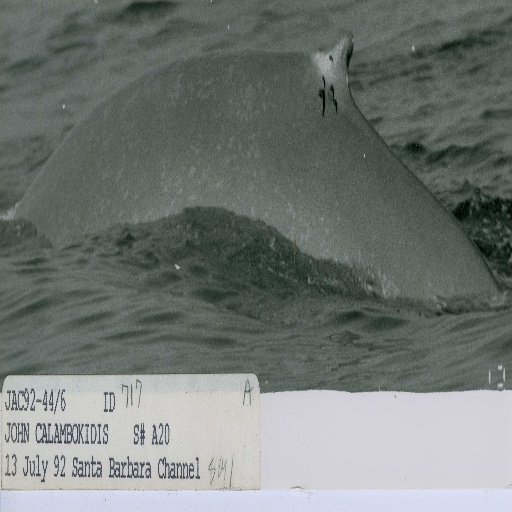 JAC92-44/6 ID 717 A
JOHN CALAMBOKIDIS S# A20
13 July 92 Santa Barbara Channel